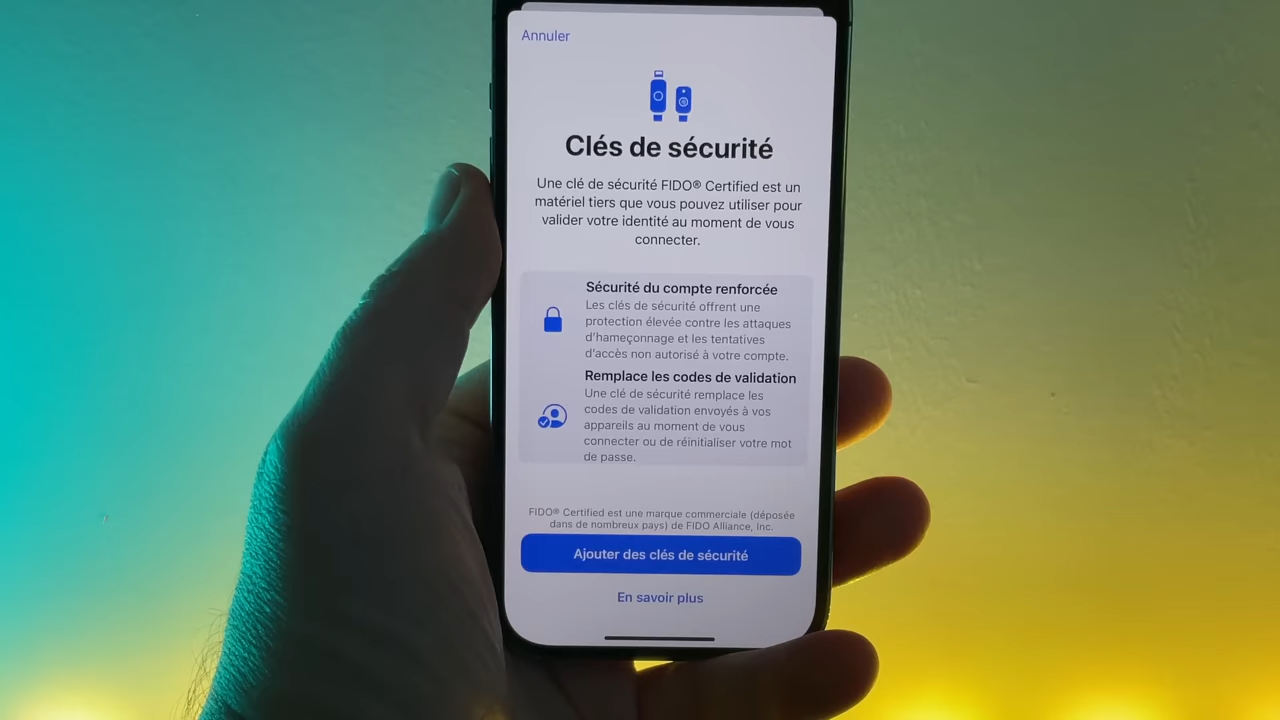 Annuler
Clés de sécurité
Une clé de sécurité FIDO® Certified est un
matériel tiers que vous pouvez utiliser pour
valider votre identité au moment de vous
connecter.
Sécurité du compte renforcée
Les clés de sécurité offrent une
protection élevée contre les attaques
d'hameçonnage et les tentatives
d'accès non autorisé à votre compte.
Remplace les codes de validation
Une clé de sécurité remplace les
codes de validation envoyés à vos
appareils au moment de vous
connecter ou de réinitialiser votre mot
de passe.
FIDO® Certified est une marque commerciale (déposée
dans de nombreux pays) de FIDO Alliance, Inc.
Ajouter des clés de sécurité
En savoir plus